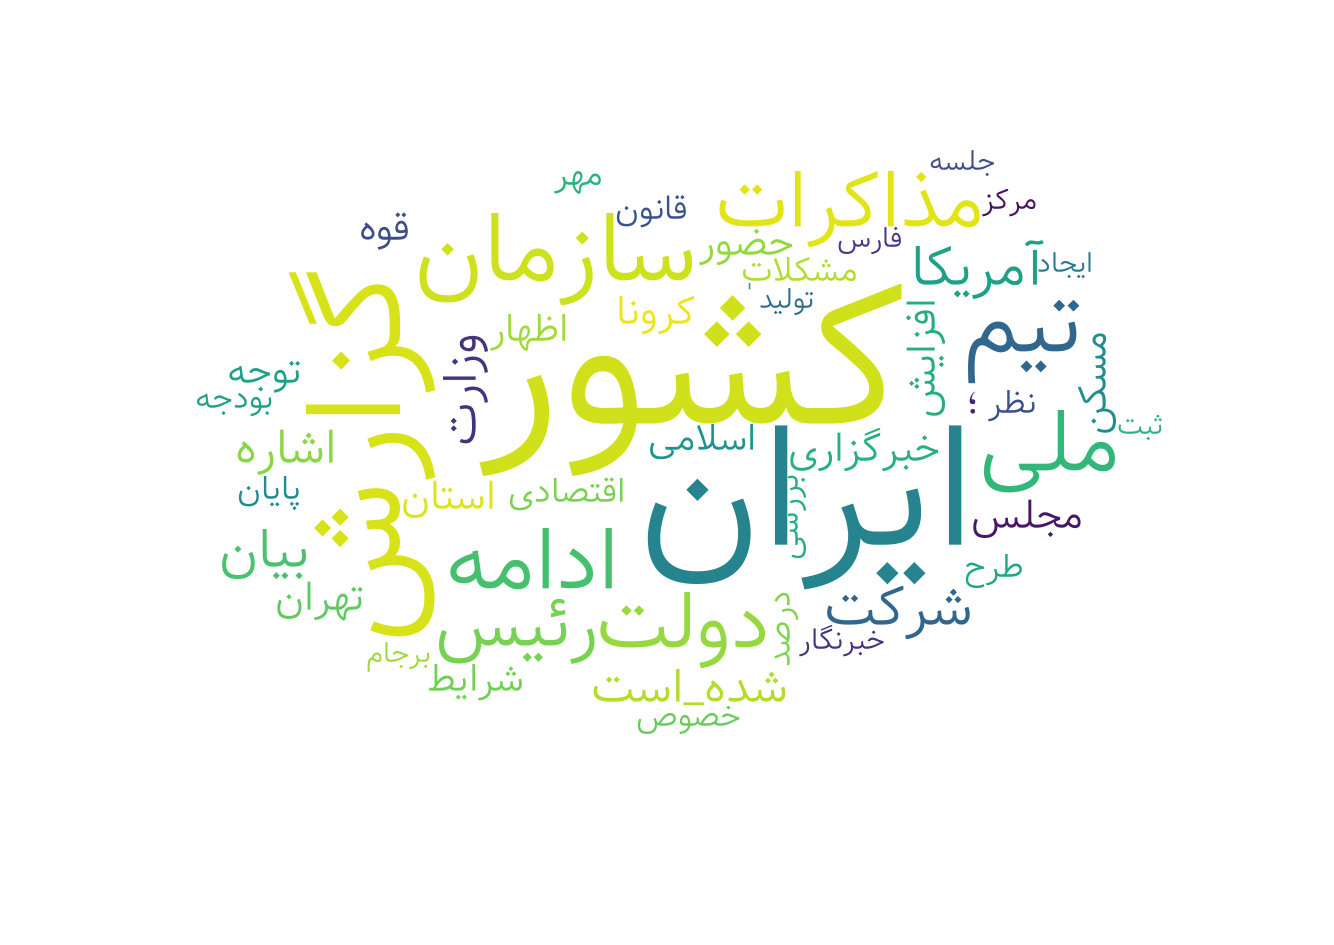 جلسه
مهر
مذاکرات
مرکز
قانون
قوه
فارس
حضور
سازمان
آمریکا
ایجاد
مشکلات
تولید
کرونا
کشور
گزارش
افزایش
تیم
اظهار
وزارت
مسکن
توجه
بودجه
نظر ؛
ثبت
ملی
اسلامی
خبرگزاری
ایران
اشاره
پایان
استان
اقتصادی
بررسی
مجلس
بیان
ادامه
طرح
تهران
شرکت
دولت
رئیس
درصد
خبرنگار
برجام
شرایط
شده_است
خصوص